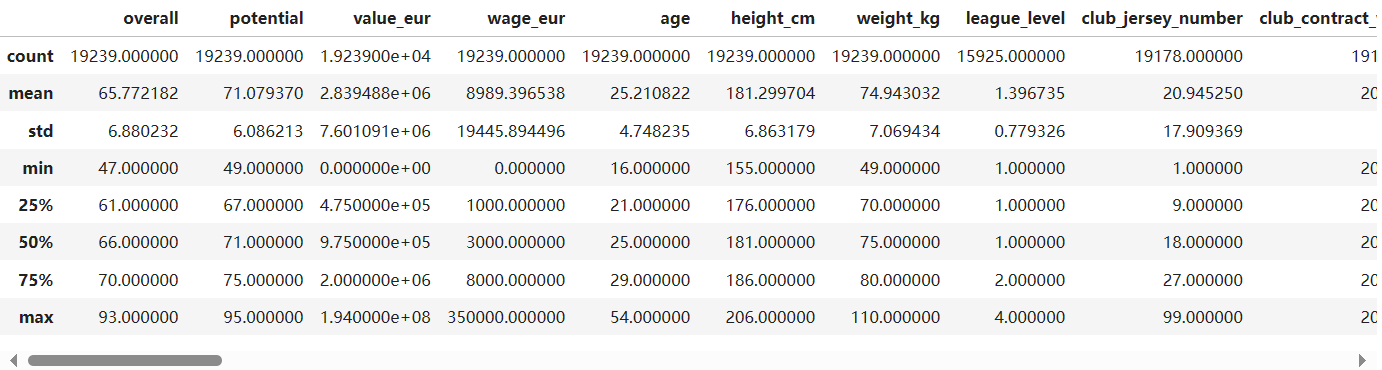 overall potential value_eur wage_eur age height_cm weight_kg league_level club_jersey_number club_contract_
count 19239.000000 19239.000000 1.923900e+04 19239.000000 19239.000000 19239.000000 19239.000000 15925.000000 19178.000000 191
mean 65.772182 71.079370 2.839488e+06 8989.396538 25.210822 181.299704 74.943032 1.396735 20.945250 20
std 6.880232 6.086213 7.601091e+06 19445.894496 4.748235 6.863179 7.069434 0.779326 17.909369
min 47.000000 49.000000 0.000000e+00 0.000000 16.000000 155.000000 49.000000 1.000000 1.000000 20
25% 61.000000 67.000000 4.750000e+05 1000.000000 21.000000 176.000000 70.000000 1.000000 9.000000 20
50% 66.000000 71.000000 9.750000e+05 3000.000000 25.000000 181.000000 75.000000 1.000000 18.000000 20
75% 70.000000 75.000000 2.000000e+06 8000.000000 29.000000 186.000000 80.000000 2.000000 27.000000 20
max 93.000000 95.000000 1.940000e+08 350000.000000 54.000000 206.000000 110.000000 4.000000 99.000000 20